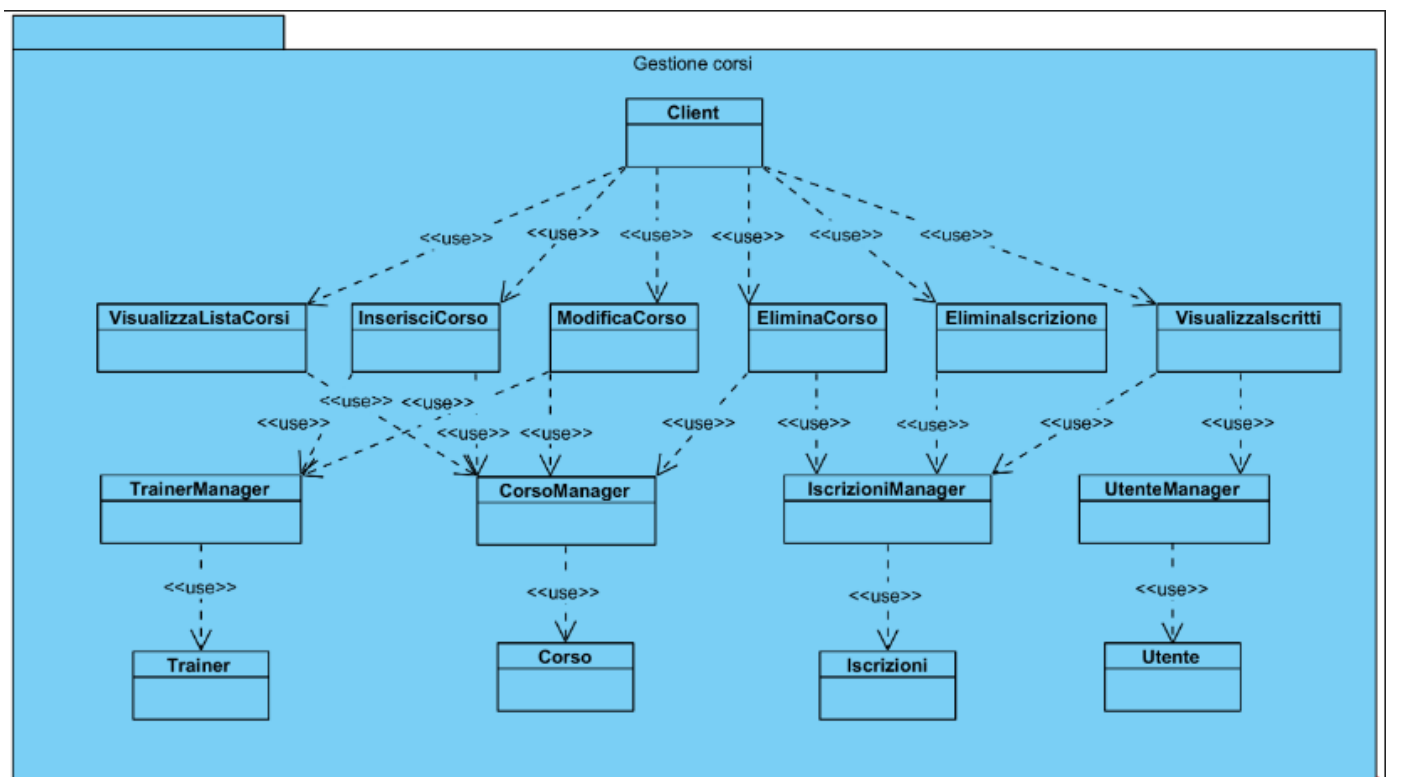 Gestione corsi
Client
<<use>> <<use>> <<use>> <<use>> <<use>> <<use>>
VisualizzaListaCorsi InserisciCorso ModificaCorso EliminaCorso EliminaIscrizione VisualizzaIscritti
<<use>> <<use>>
<<use>> <<use>> <<use>> <<use>> <<use>> <<use>> <<use>> <<use>>
TrainerManager CorsoManager IscrizioniManager UtenteManager
<<use>> <<use>> <<use>> <<use>>
Trainer Corso Iscrizioni Utente